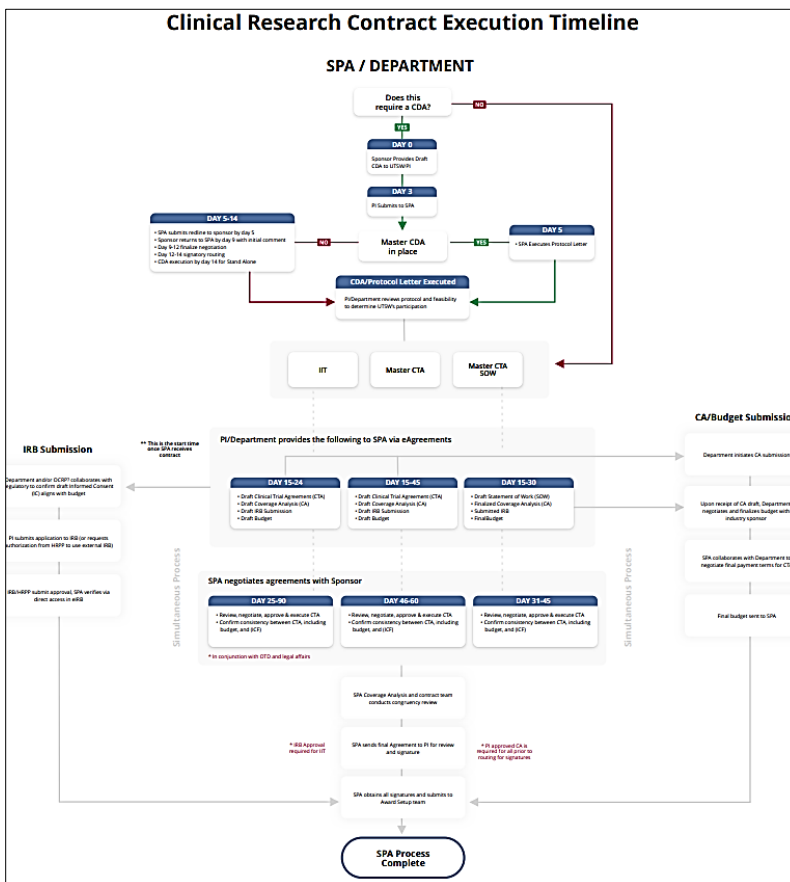 Clinical Research Contract Execution Timeline
SPA / DEPARTMENT
Does this
require a CDA?
NO
YES
DAY 0
Sponsor Provides Draft
CDA to UTSW/PI
DAY 3
PI Submits to SPA
DAY 5-14
• SPA submits redline to sponsor by day 5
• Sponsor returns to SPA by day 9 with initial comment
• Day 9-12 finalize negotiation
• Day 12-14 signatory routing
• CDA execution by day 14 for Stand Alone
NO
Master CDA
in place
YES
DAY 5
• SPA Executes Protocol Letter
CDA/Protocol Letter Executed
PI/Department reviews protocol and feasibility
to determine UTSW's participation
IIT
Master CTA
Master CTA
SOW
CA/Budget Submissio
IRB Submission
** This is the start time
once SPA receives
contract
PI/Department provides the following to SPA via eAgreements
Department initiates CA submission
Department and/or OCRP? collaborates with
regulatory to confirm draft Informed Consent
(IC) aligns with budget
DAY 15-24
• Draft Clinical Trial Agreement (CTA)
• Draft Coverage Analysis (CA)
• Draft IRB Submission
• Draft Budget
DAY 15-45
• Draft Clinical Trial Agreement (CTA)
• Draft Coverage Analysis (CA)
• Draft IRB Submission
• Draft Budget
DAY 15-30
• Draft Statement of Work (SOW)
• Finalized Coverage Analysis (CA)
• Submitted IRB
• FinalBudget
Upon receipt of CA draft, Department
negotiates and finalizes budget with
industry sponsor
PI submits application to IRB (or requests
authorization from HRPP to use external IRB)
Simultaneous Process
Simultaneous Process
SPA collaborates with Department to
negotiate final payment terms for CT
IRB/HRPP submit approval, SPA verifies via
direct access in eIRB
SPA negotiates agreements with Sponsor
DAY 25-90
• Review, negotiate, approve & execute CTA
• Confirm consistency between CTA, including
budget, and (ICF)
DAY 46-60
• Review, negotiate, approve & execute CTA
• Confirm consistency between CTA, including
budget, and (ICF)
DAY 31-45
• Review, negotiate, approve & execute CTA
• Confirm consistency between CTA, including
budget, and (ICF)
Final budget sent to SPA
* In conjunction with OTD and legal affairs
SPA Coverage Analysis and contract team
conducts congruency review
* IRB Approval
required for IIT
SPA sends final Agreement to PI for review
and signature
* PI approved CA is
required for all prior to
routing for signatures
SPA obtains all signatures and submits to
Award Setup team
SPA Process
Complete